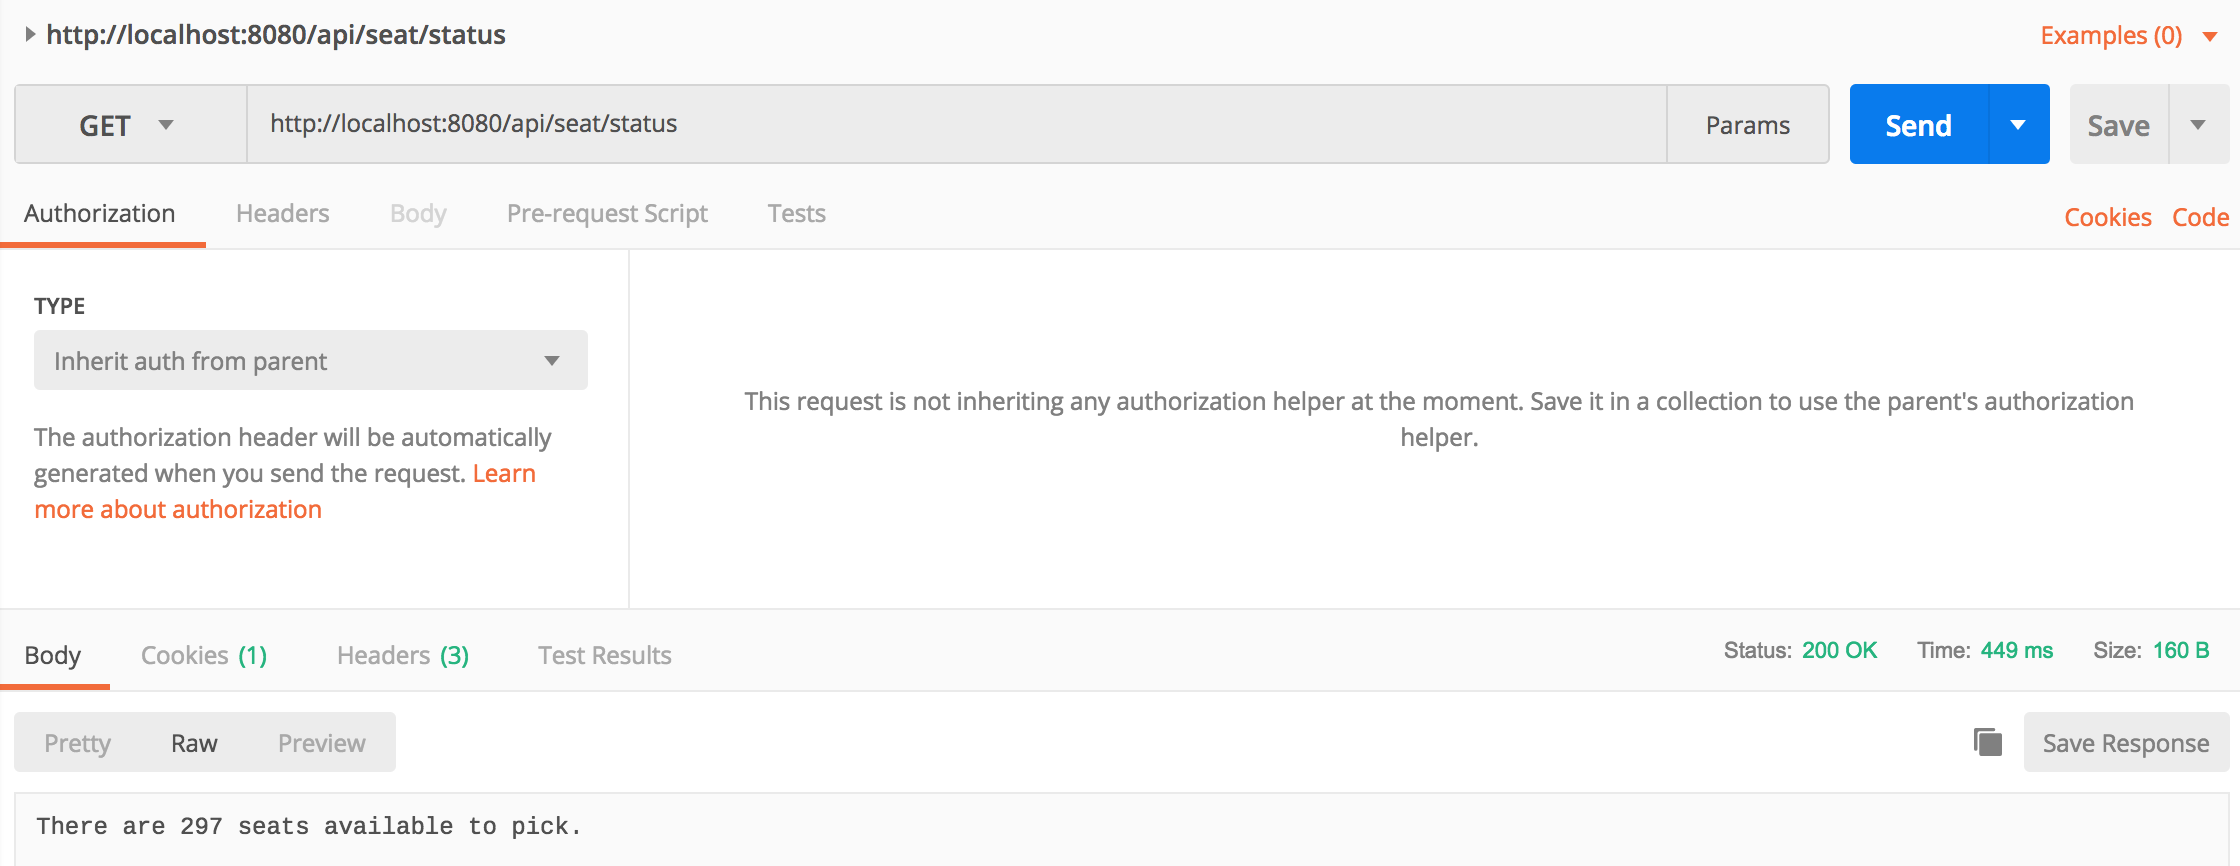 http://localhost:8080/api/seat/status
Examples (0)
GET
http://localhost:8080/api/seat/status
Params
Send
Save
Authorization
Headers
Body
Pre-request Script
Tests
Cookies
Code
TYPE
Inherit auth from parent
The authorization header will be automatically
generated when you send the request. Learn
more about authorization
This request is not inheriting any authorization helper at the moment. Save it in a collection to use the parent's authorization
helper.
Body
Cookies (1)
Headers (3)
Test Results
Status: 200 OK
Time: 449 ms
Size: 160 B
Pretty
Raw
Preview
Save Response
There are 297 seats available to pick.